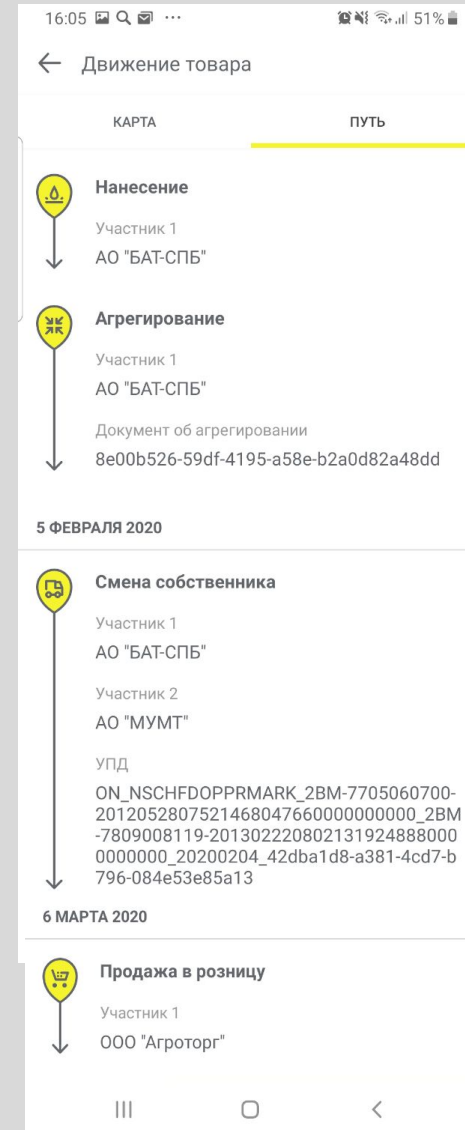 16:05 ... 51%
Движение товара
КАРТА ПУТЬ
Нанесение
Участник 1
АО "БАТ-СПБ"
Агрегирование
Участник 1
АО "БАТ-СПБ"
Документ об агрегировании
8e00b526-59df-4195-a58e-b2a0d82a48dd
5 ФЕВРАЛЯ 2020
Смена собственника
Участник 1
АО "БАТ-СПБ"
Участник 2
АО "МУМТ"
УПД
ON_NSCHFDOPPRMARK_2BM-7705060700-
2012052807521468047660000000000_2BM
-7809008119-201302220802131924888000
0000000_20200204_42dba1d8-a381-4cd7-b
796-084e53e85a13
6 МАРТА 2020
Продажа в розницу
Участник 1
ООО "Агроторг"